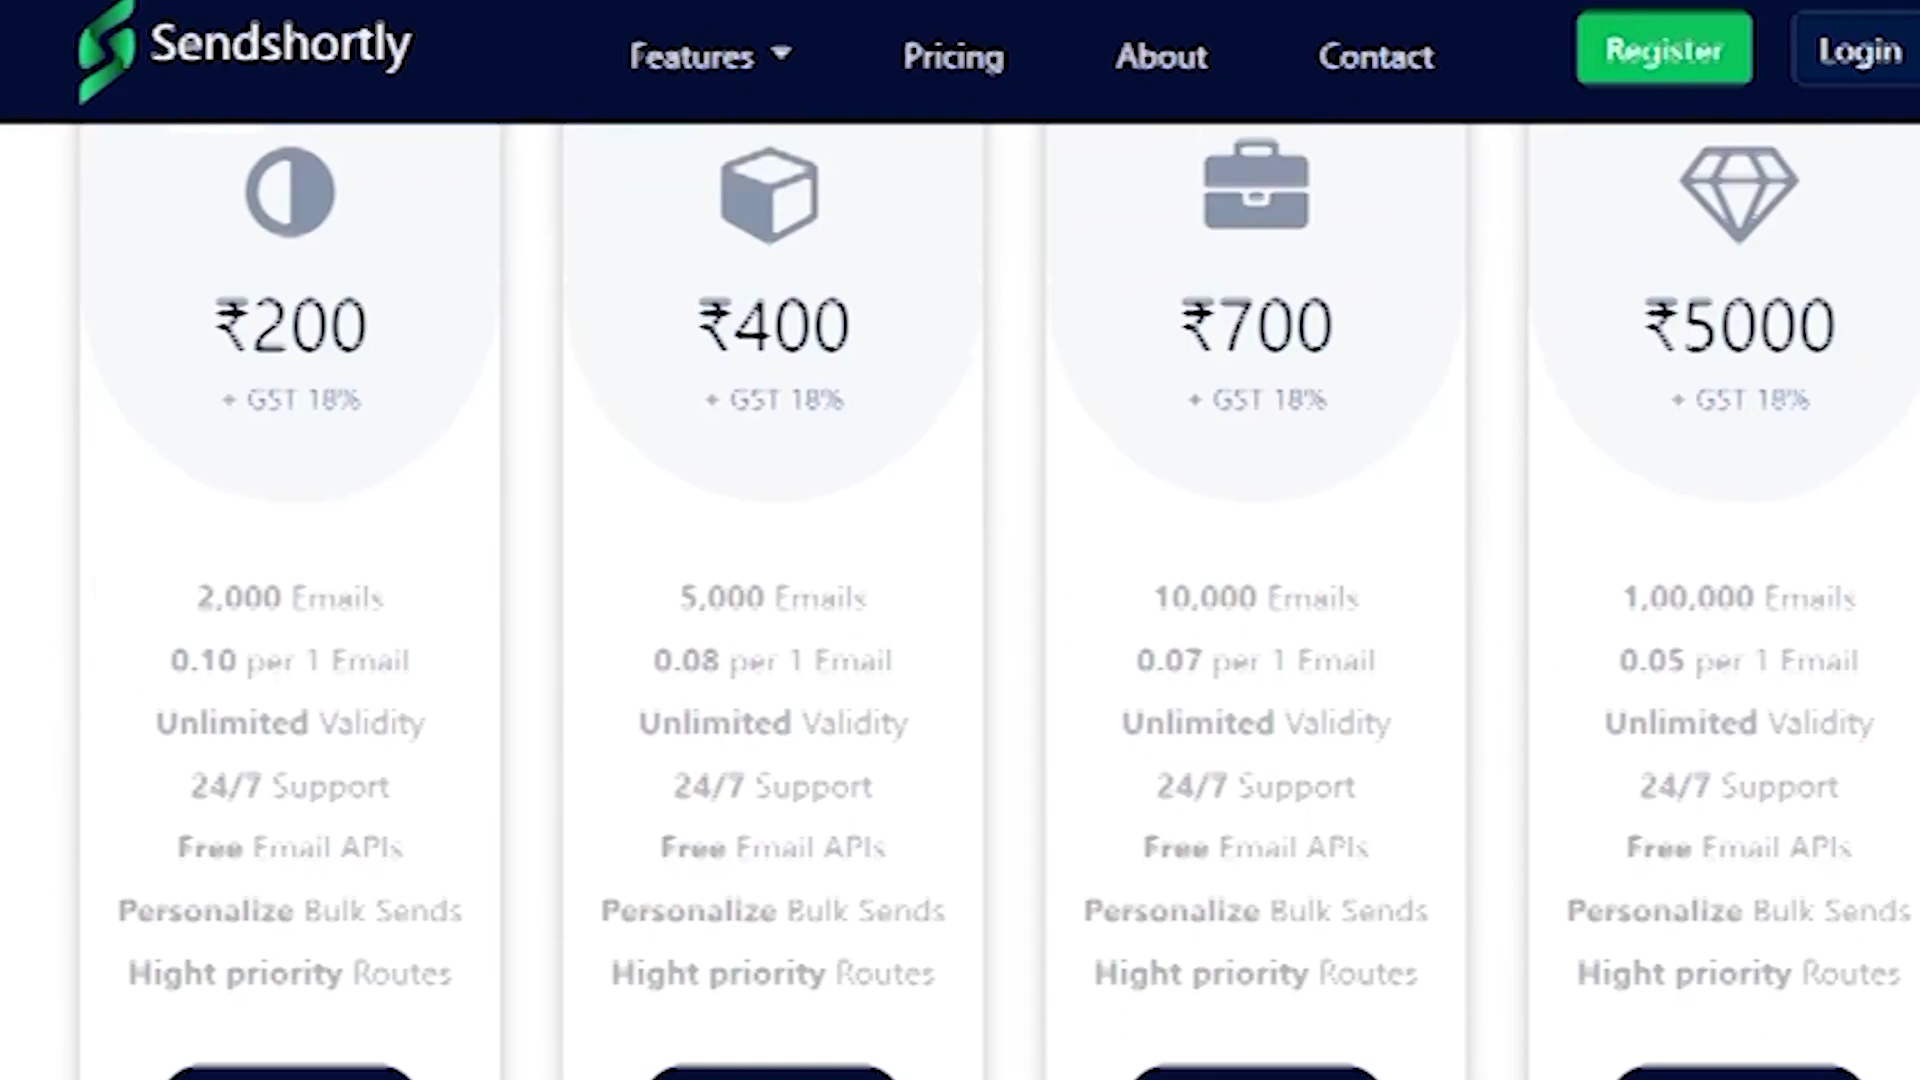 Sendshortly
Features
Pricing
About
Contact
Register
Login
₹200
+ GST 18%
2,000 Emails
0.10 per 1 Email
Unlimited Validity
24/7 Support
Free Email APIs
Personalize Bulk Sends
Hight priority Routes
₹400
+ GST 18%
5,000 Emails
0.08 per 1 Email
Unlimited Validity
24/7 Support
Free Email APIs
Personalize Bulk Sends
Hight priority Routes
₹700
+ GST 18%
10,000 Emails
0.07 per 1 Email
Unlimited Validity
24/7 Support
Free Email APIs
Personalize Bulk Sends
Hight priority Routes
₹5000
+ GST 18%
1,00,000 Emails
0.05 per 1 Email
Unlimited Validity
24/7 Support
Free Email APIs
Personalize Bulk Sends
Hight priority Routes